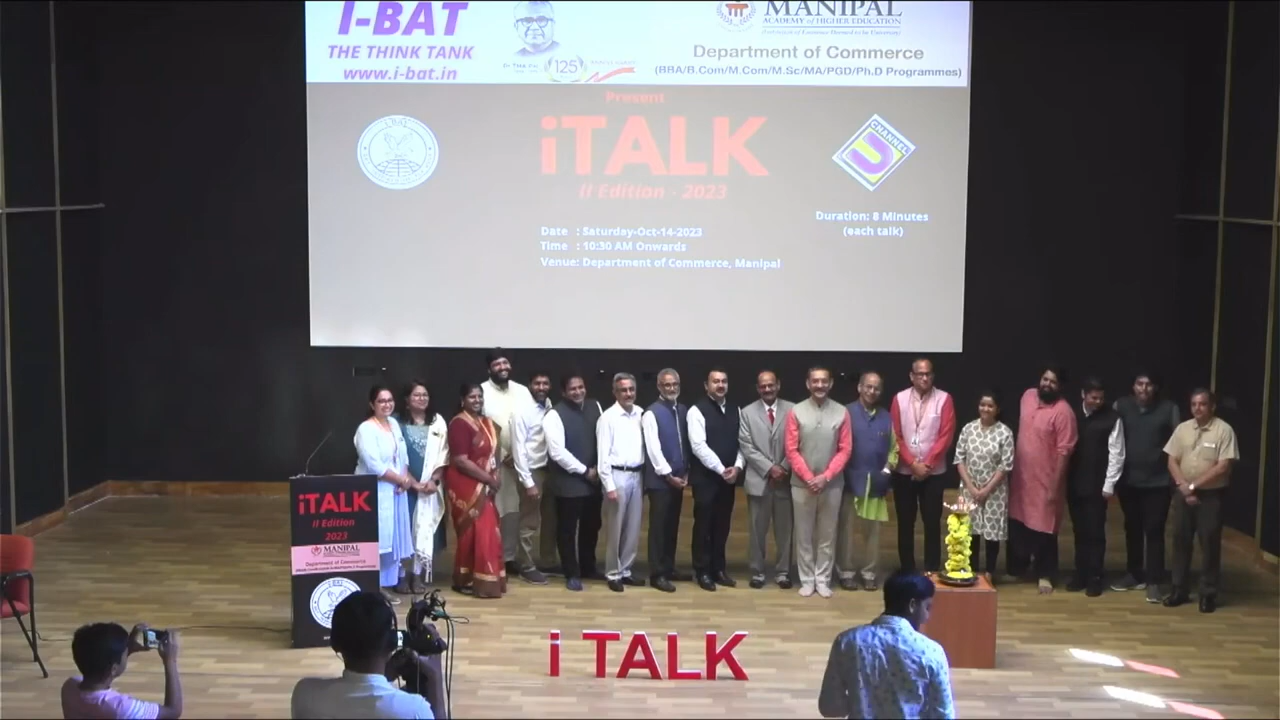 I-BAT
THE THINK TANK
www.i-bat.in
125
MANIPAL
ACADEMY of HIGHER EDUCATION
Department of Commerce
(BBA/B.Com/M.Com/M.Sc/MA/PGD/Ph.D Programmes)
Present
iTALK
II Edition - 2023
CHANNEL
U
Duration: 8 Minutes
(each talk)
Date : Saturday-Oct-14-2023
Time : 10:30 AM Onwards
Venue: Department of Commerce, Manipal
iTALK
II Edition
2023
MANIPAL
Department of Commerce
i TALK